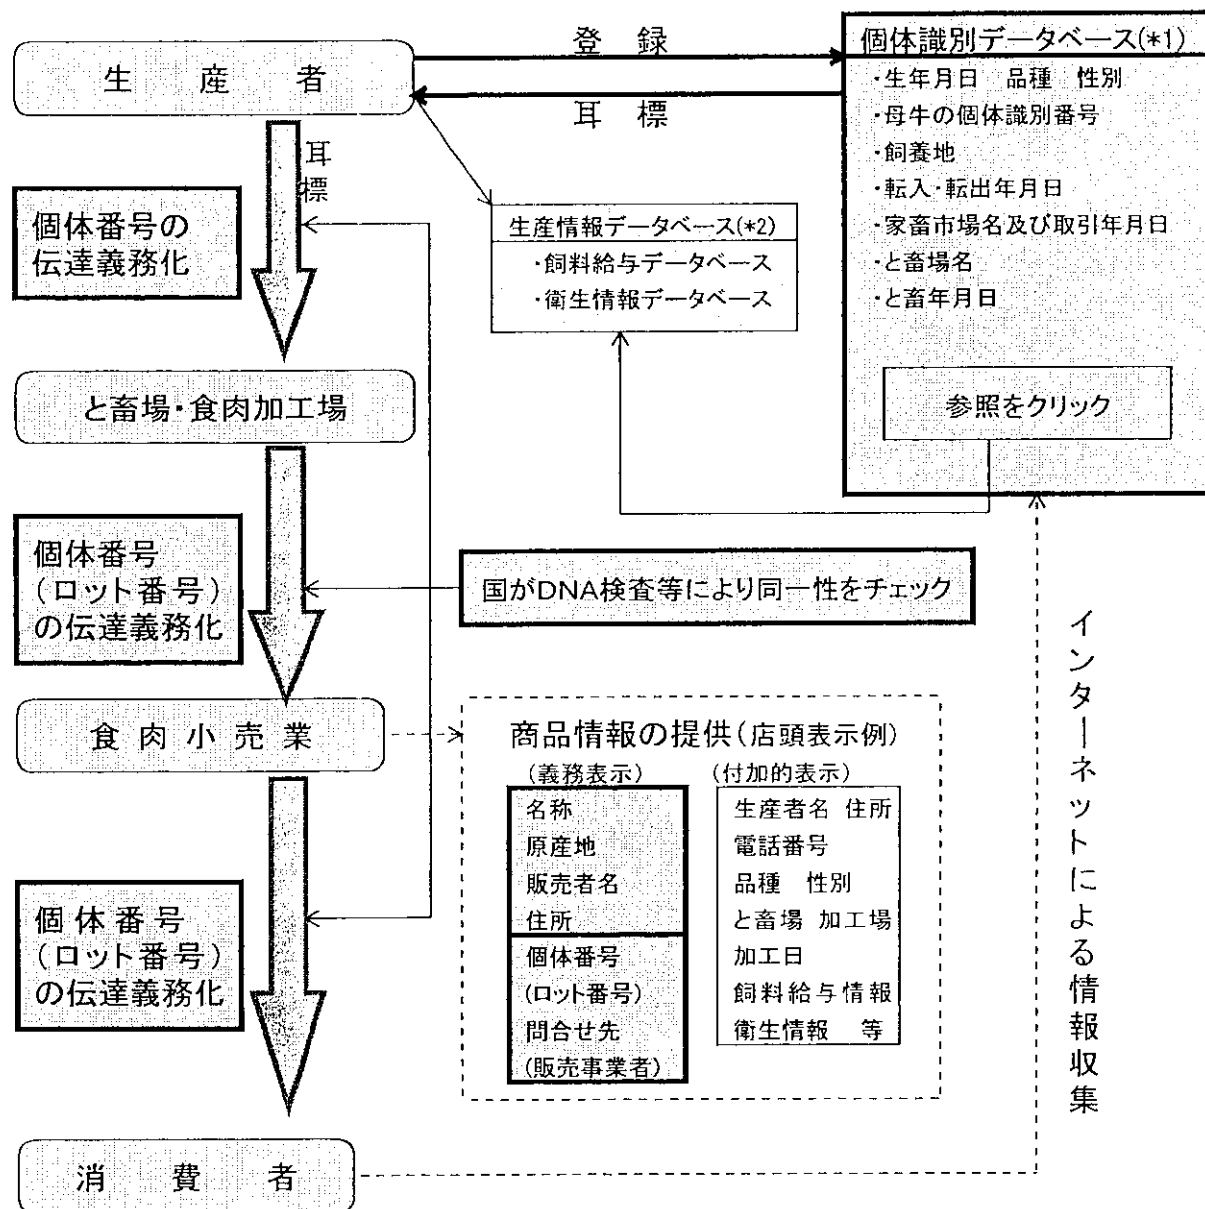 生 産 者
登 録
耳 標
個体識別データベース(*1)
・生年月日 品種 性別
・母牛の個体識別番号
・飼養地
・転入・転出年月日
・家畜市場名及び取引年月日
・と畜場名
・と畜年月日
参照をクリック
耳標
個体番号の
伝達義務化
生産情報データベース(*2)
・飼料給与データベース
・衛生情報データベース
と畜場・食肉加工場
個体番号
(ロット番号)
の伝達義務化
国がDNA検査等により同一性をチェック
食 肉 小 売 業
商品情報の提供(店頭表示例)
(義務表示)
名称
原産地
販売者名
住所
個体番号
(ロット番号)
問合せ先
(販売事業者)
(付加的表示)
生産者名 住所
電話番号
品種 性別
と畜場 加工場
加工日
飼料給与情報
衛生情報 等
個体番号
(ロット番号)
の伝達義務化
インターネットによる情報収集
消 費 者